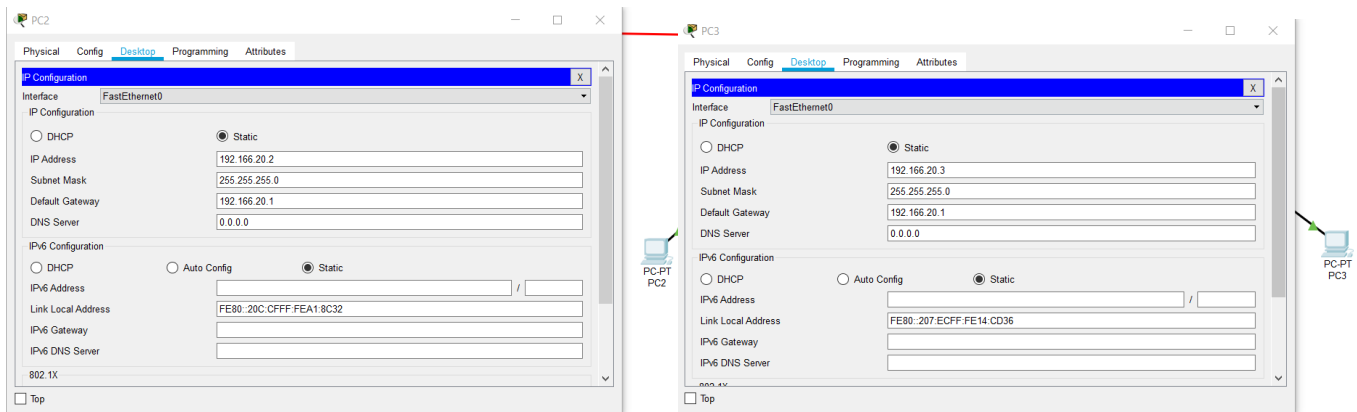 PC2
Physical Config Desktop Programming Attributes
IP Configuration X
Interface FastEthernet0
IP Configuration
DHCP Static
IP Address 192.166.20.2
Subnet Mask 255.255.255.0
Default Gateway 192.166.20.1
DNS Server 0.0.0.0
IPv6 Configuration
DHCP Auto Config Static
IPv6 Address /
Link Local Address FE80::20C:CFFF:FEA1:8C32
IPv6 Gateway
IPv6 DNS Server
802.1X
Top
PC-PT
PC2
PC3
Physical Config Desktop Programming Attributes
IP Configuration X
Interface FastEthernet0
IP Configuration
DHCP Static
IP Address 192.166.20.3
Subnet Mask 255.255.255.0
Default Gateway 192.166.20.1
DNS Server 0.0.0.0
IPv6 Configuration
DHCP Auto Config Static
IPv6 Address /
Link Local Address FE80::207:ECFF:FE14:CD36
IPv6 Gateway
IPv6 DNS Server
802.1X
Top
PC-PT
PC3